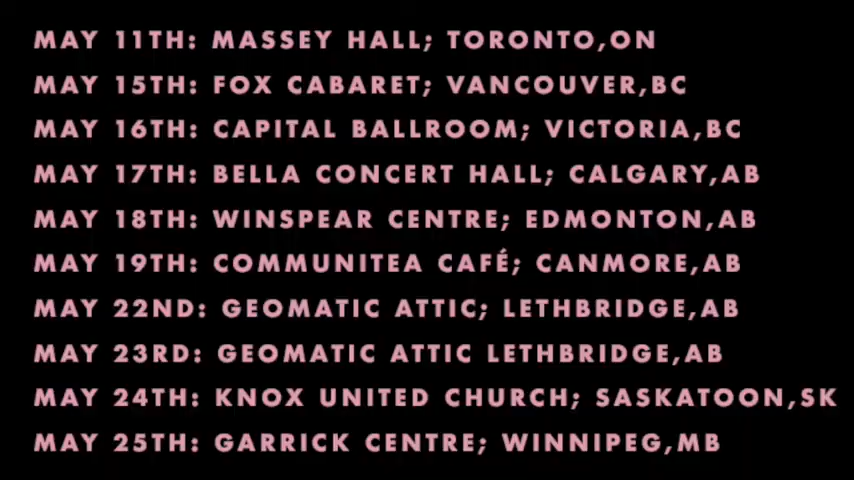 MAY 11TH: MASSEY HALL; TORONTO,ON
MAY 15TH: FOX CABARET; VANCOUVER,BC
MAY 16TH: CAPITAL BALLROOM; VICTORIA,BC
MAY 17TH: BELLA CONCERT HALL; CALGARY,AB
MAY 18TH: WINSPEAR CENTRE; EDMONTON,AB
MAY 19TH: COMMUNITEA CAFÉ; CANMORE,AB
MAY 22ND: GEOMATIC ATTIC; LETHBRIDGE,AB
MAY 23RD: GEOMATIC ATTIC LETHBRIDGE,AB
MAY 24TH: KNOX UNITED CHURCH; SASKATOON,SK
MAY 25TH: GARRICK CENTRE; WINNIPEG,MB